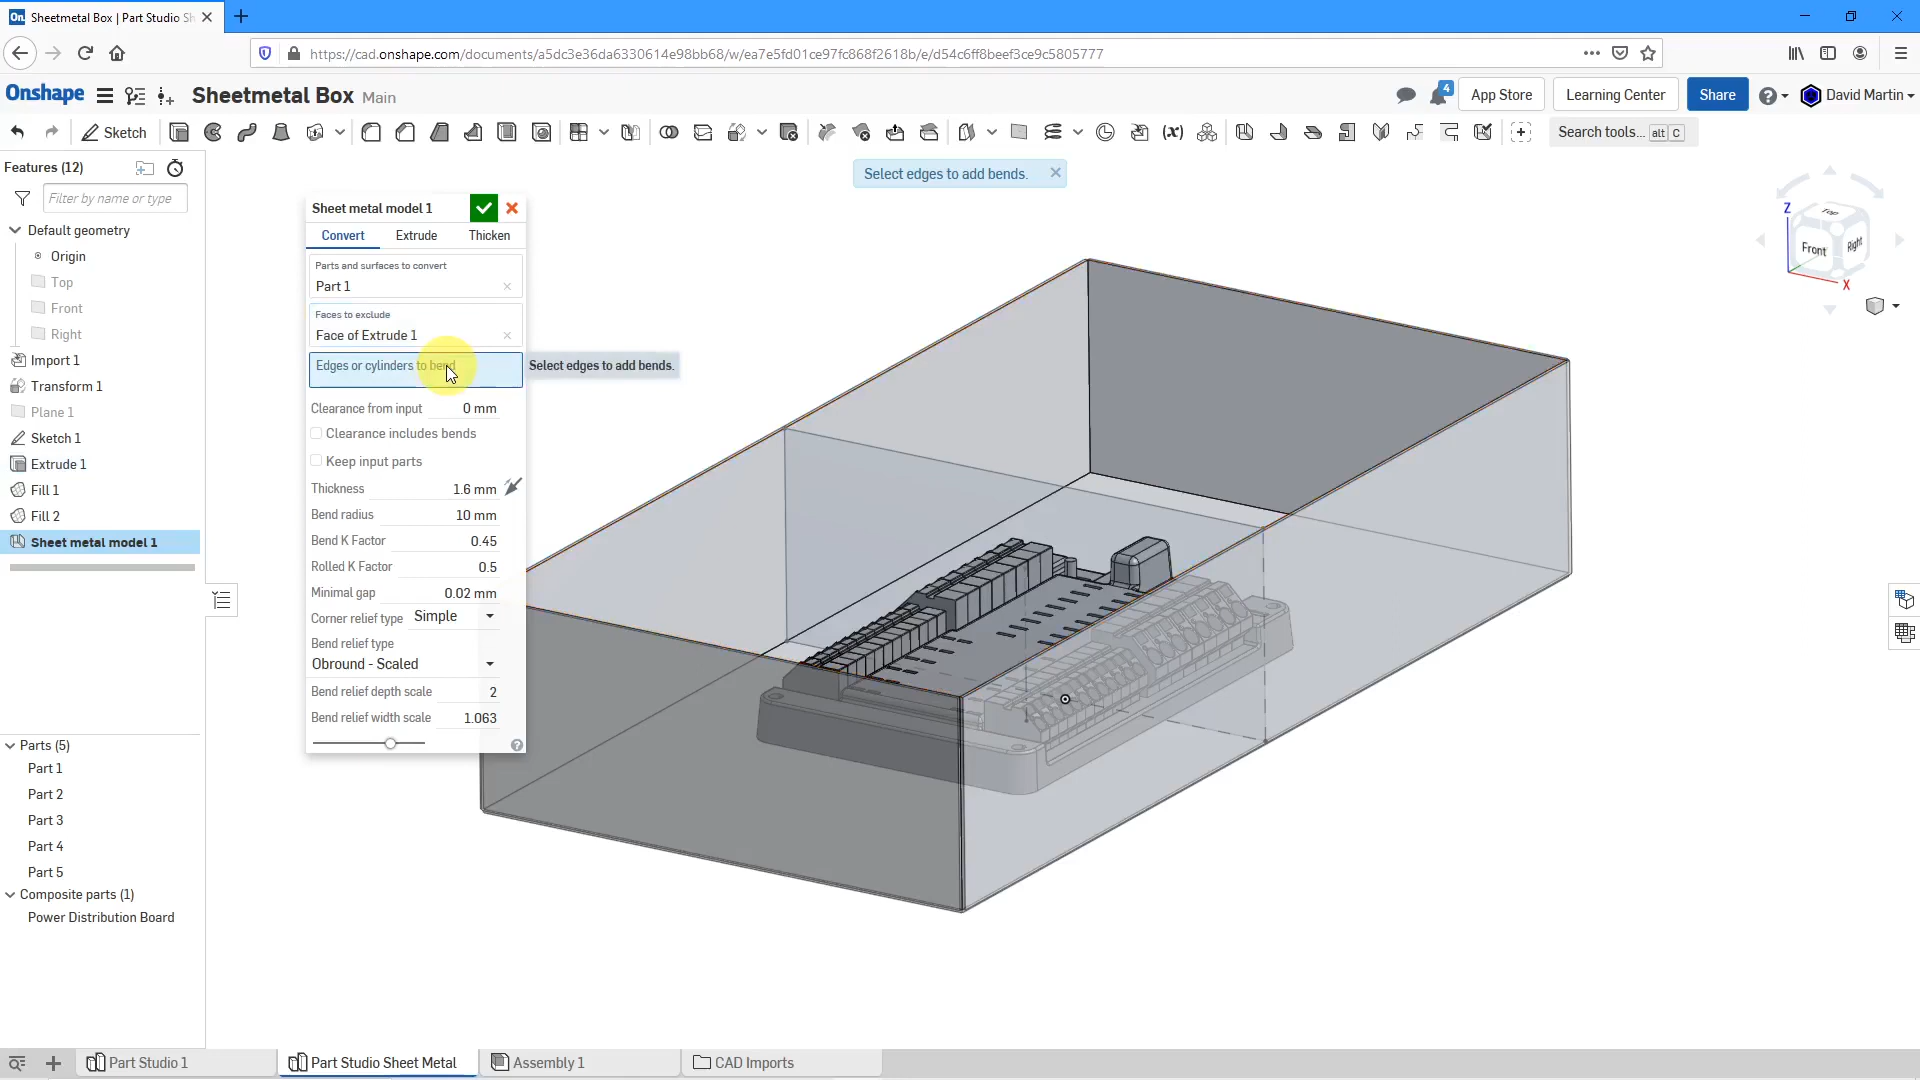 Sheetmetal Box | Part Studio Sh
https://cad.onshape.com/documents/a5dc3e36da6330614e98bb68/w/ea7e5fd01ce97fc868f2618b/e/d54c6ff8beef3ce9c5805777
Onshape
Sheetmetal Box Main
4
App Store
Learning Center
Share
David Martin
Sketch
(x)
Search tools... alt C
Features (12)
Filter by name or type
Default geometry
Origin
Top
Front
Right
Import 1
Transform 1
Plane 1
Sketch 1
Extrude 1
Fill 1
Fill 2
Sheet metal model 1
Parts (5)
Part 1
Part 2
Part 3
Part 4
Part 5
Composite parts (1)
Power Distribution Board
Select edges to add bends.
Sheet metal model 1
Convert Extrude Thicken
Parts and surfaces to convert
Part 1
Faces to exclude
Face of Extrude 1
Edges or cylinders to bend
Select edges to add bends.
Clearance from input 0 mm
Clearance includes bends
Keep input parts
Thickness 1.6 mm
Bend radius 10 mm
Bend K Factor 0.45
Rolled K Factor 0.5
Minimal gap 0.02 mm
Corner relief type Simple
Bend relief type
Obround - Scaled
Bend relief depth scale 2
Bend relief width scale 1.063
Z
Top
Front
Right
X
Part Studio 1
Part Studio Sheet Metal
Assembly 1
CAD Imports